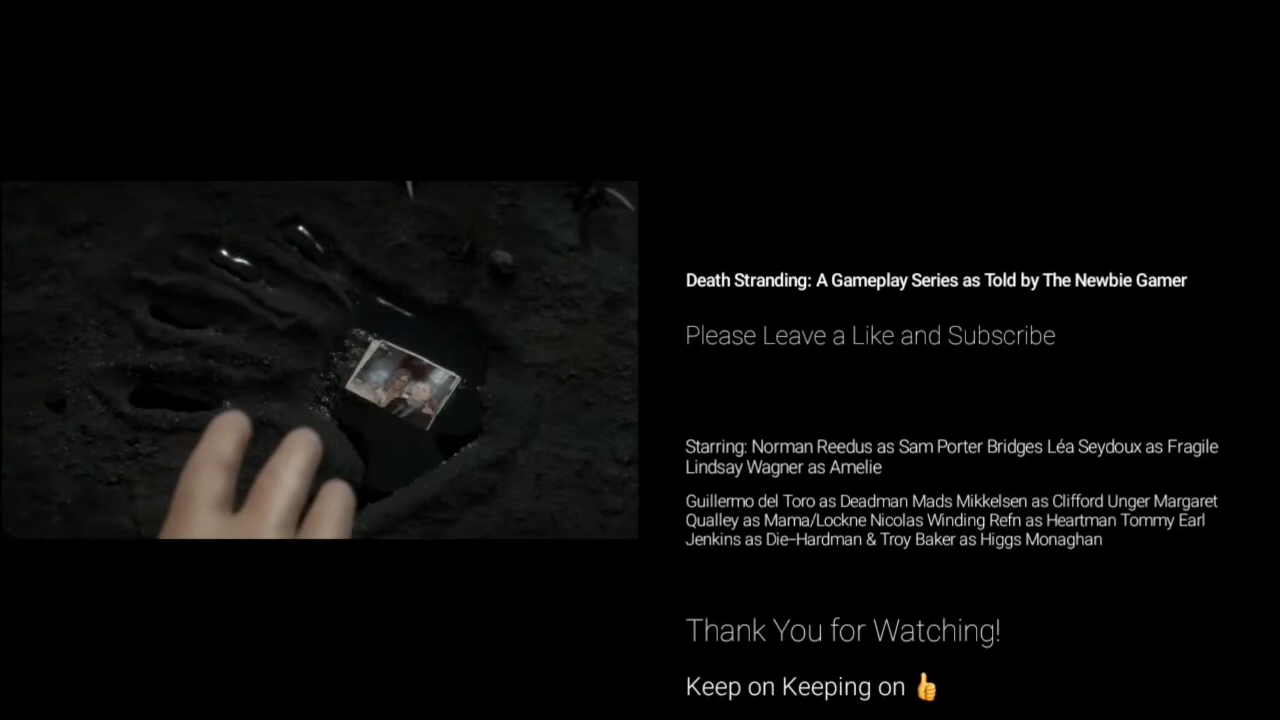 Death Stranding: A Gameplay Series as Told by The Newbie Gamer
Please Leave a Like and Subscribe
Starring: Norman Reedus as Sam Porter Bridges Léa Seydoux as Fragile
Lindsay Wagner as Amelie
Guillermo del Toro as Deadman Mads Mikkelsen as Clifford Unger Margaret
Qualley as Mama/Lockne Nicolas Winding Refn as Heartman Tommy Earl
Jenkins as Die-Hardman & Troy Baker as Higgs Monaghan
Thank You for Watching!
Keep on Keeping on 👍